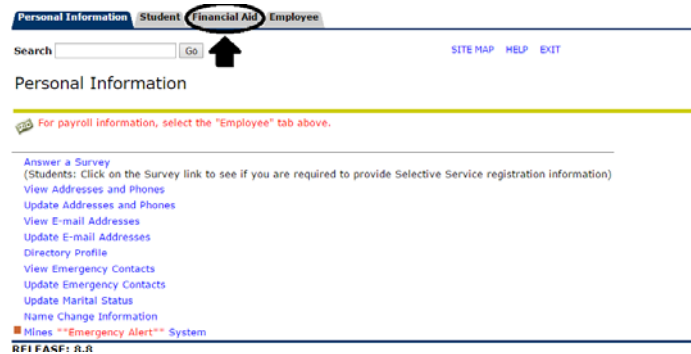 Personal Information Student Financial Aid Employee
Search Go SITE MAP HELP EXIT
Personal Information
For payroll information, select the "Employee" tab above.
Answer a Survey
(Students: Click on the Survey link to see if you are required to provide Selective Service registration information)
View Addresses and Phones
Update Addresses and Phones
View E-mail Addresses
Update E-mail Addresses
Directory Profile
View Emergency Contacts
Update Emergency Contacts
Update Marital Status
Name Change Information
Mines **Emergency Alert** System
RELEASE: 8.8